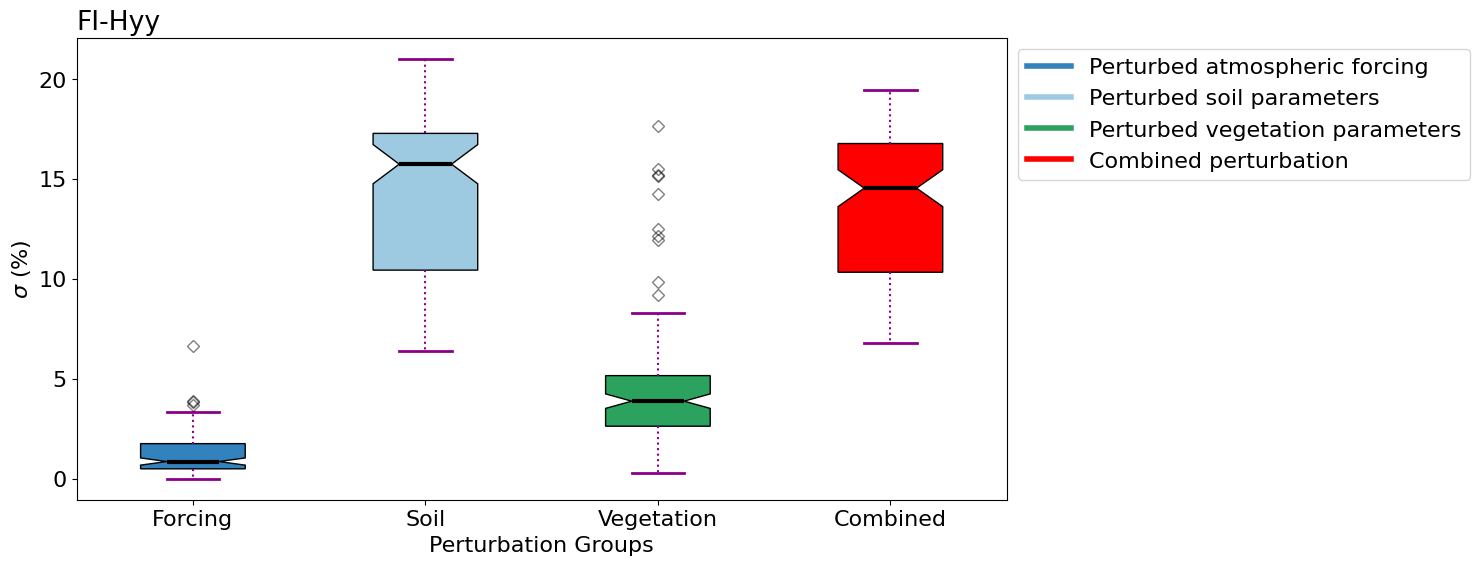 FI-Hyy
20
15
10
5
0
σ (%)
Forcing
Soil
Vegetation
Combined
Perturbation Groups
Perturbed atmospheric forcing
Perturbed soil parameters
Perturbed vegetation parameters
Combined perturbation